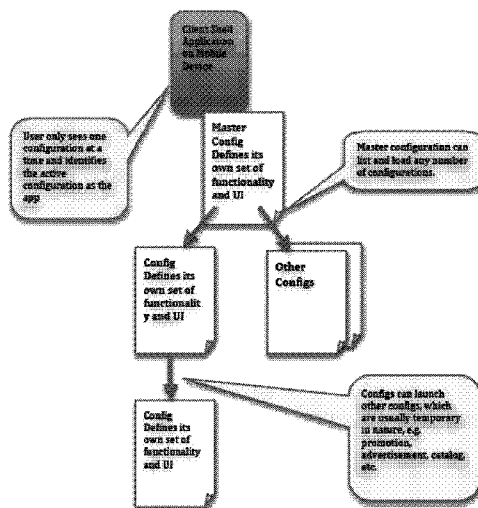 Client Shell
Application
on Mobile
Device
User only sees one
configuration at a
time and identifies
the active
configuration as the
app
Master
Config
Defines its
own set of
functionality
and UI
Master configuration can
list and load any number
of configurations.
Config
Defines its
own set of
functionalit
y and UI
Other
Configs
Config
Defines its
own set of
functionality
and UI
Configs can launch
other configs, which
are usually temporary
in nature, e.g.
promotion,
advertisement, catalog,
etc.